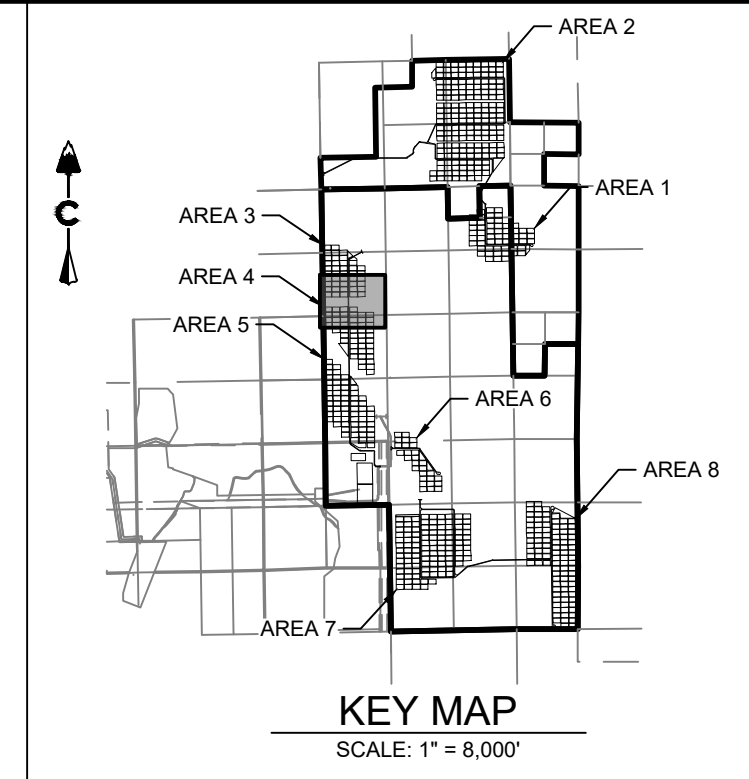 AREA 2
AREA 1
AREA 3
AREA 4
AREA 5
AREA 6
AREA 8
AREA 7
C
KEY MAP
SCALE: 1" = 8,000'